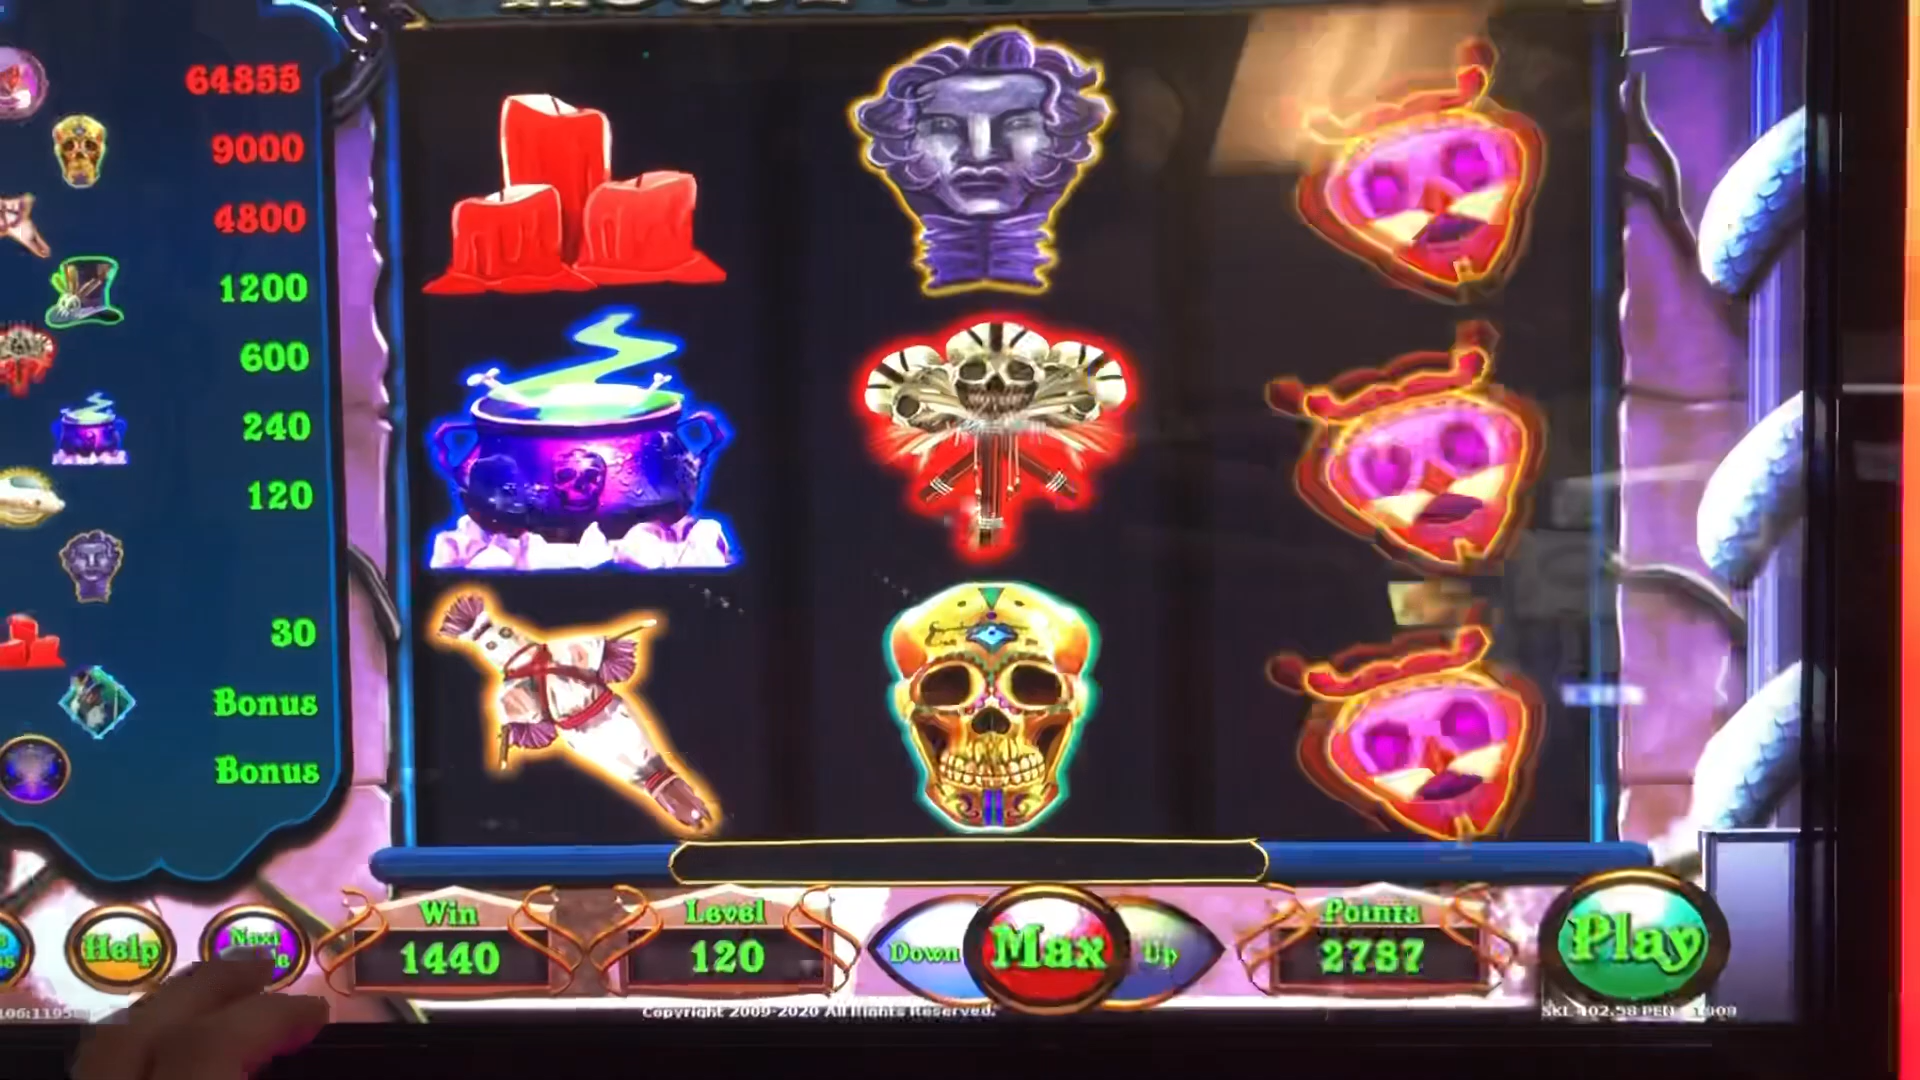 64855
9000
4800
1200
600
240
120
30
Bonus
Bonus
Help
Win
1440
Level
120
Down
Max
Up
Points
2787
Play
Copyright 2009-2020 All Rights Reserved.